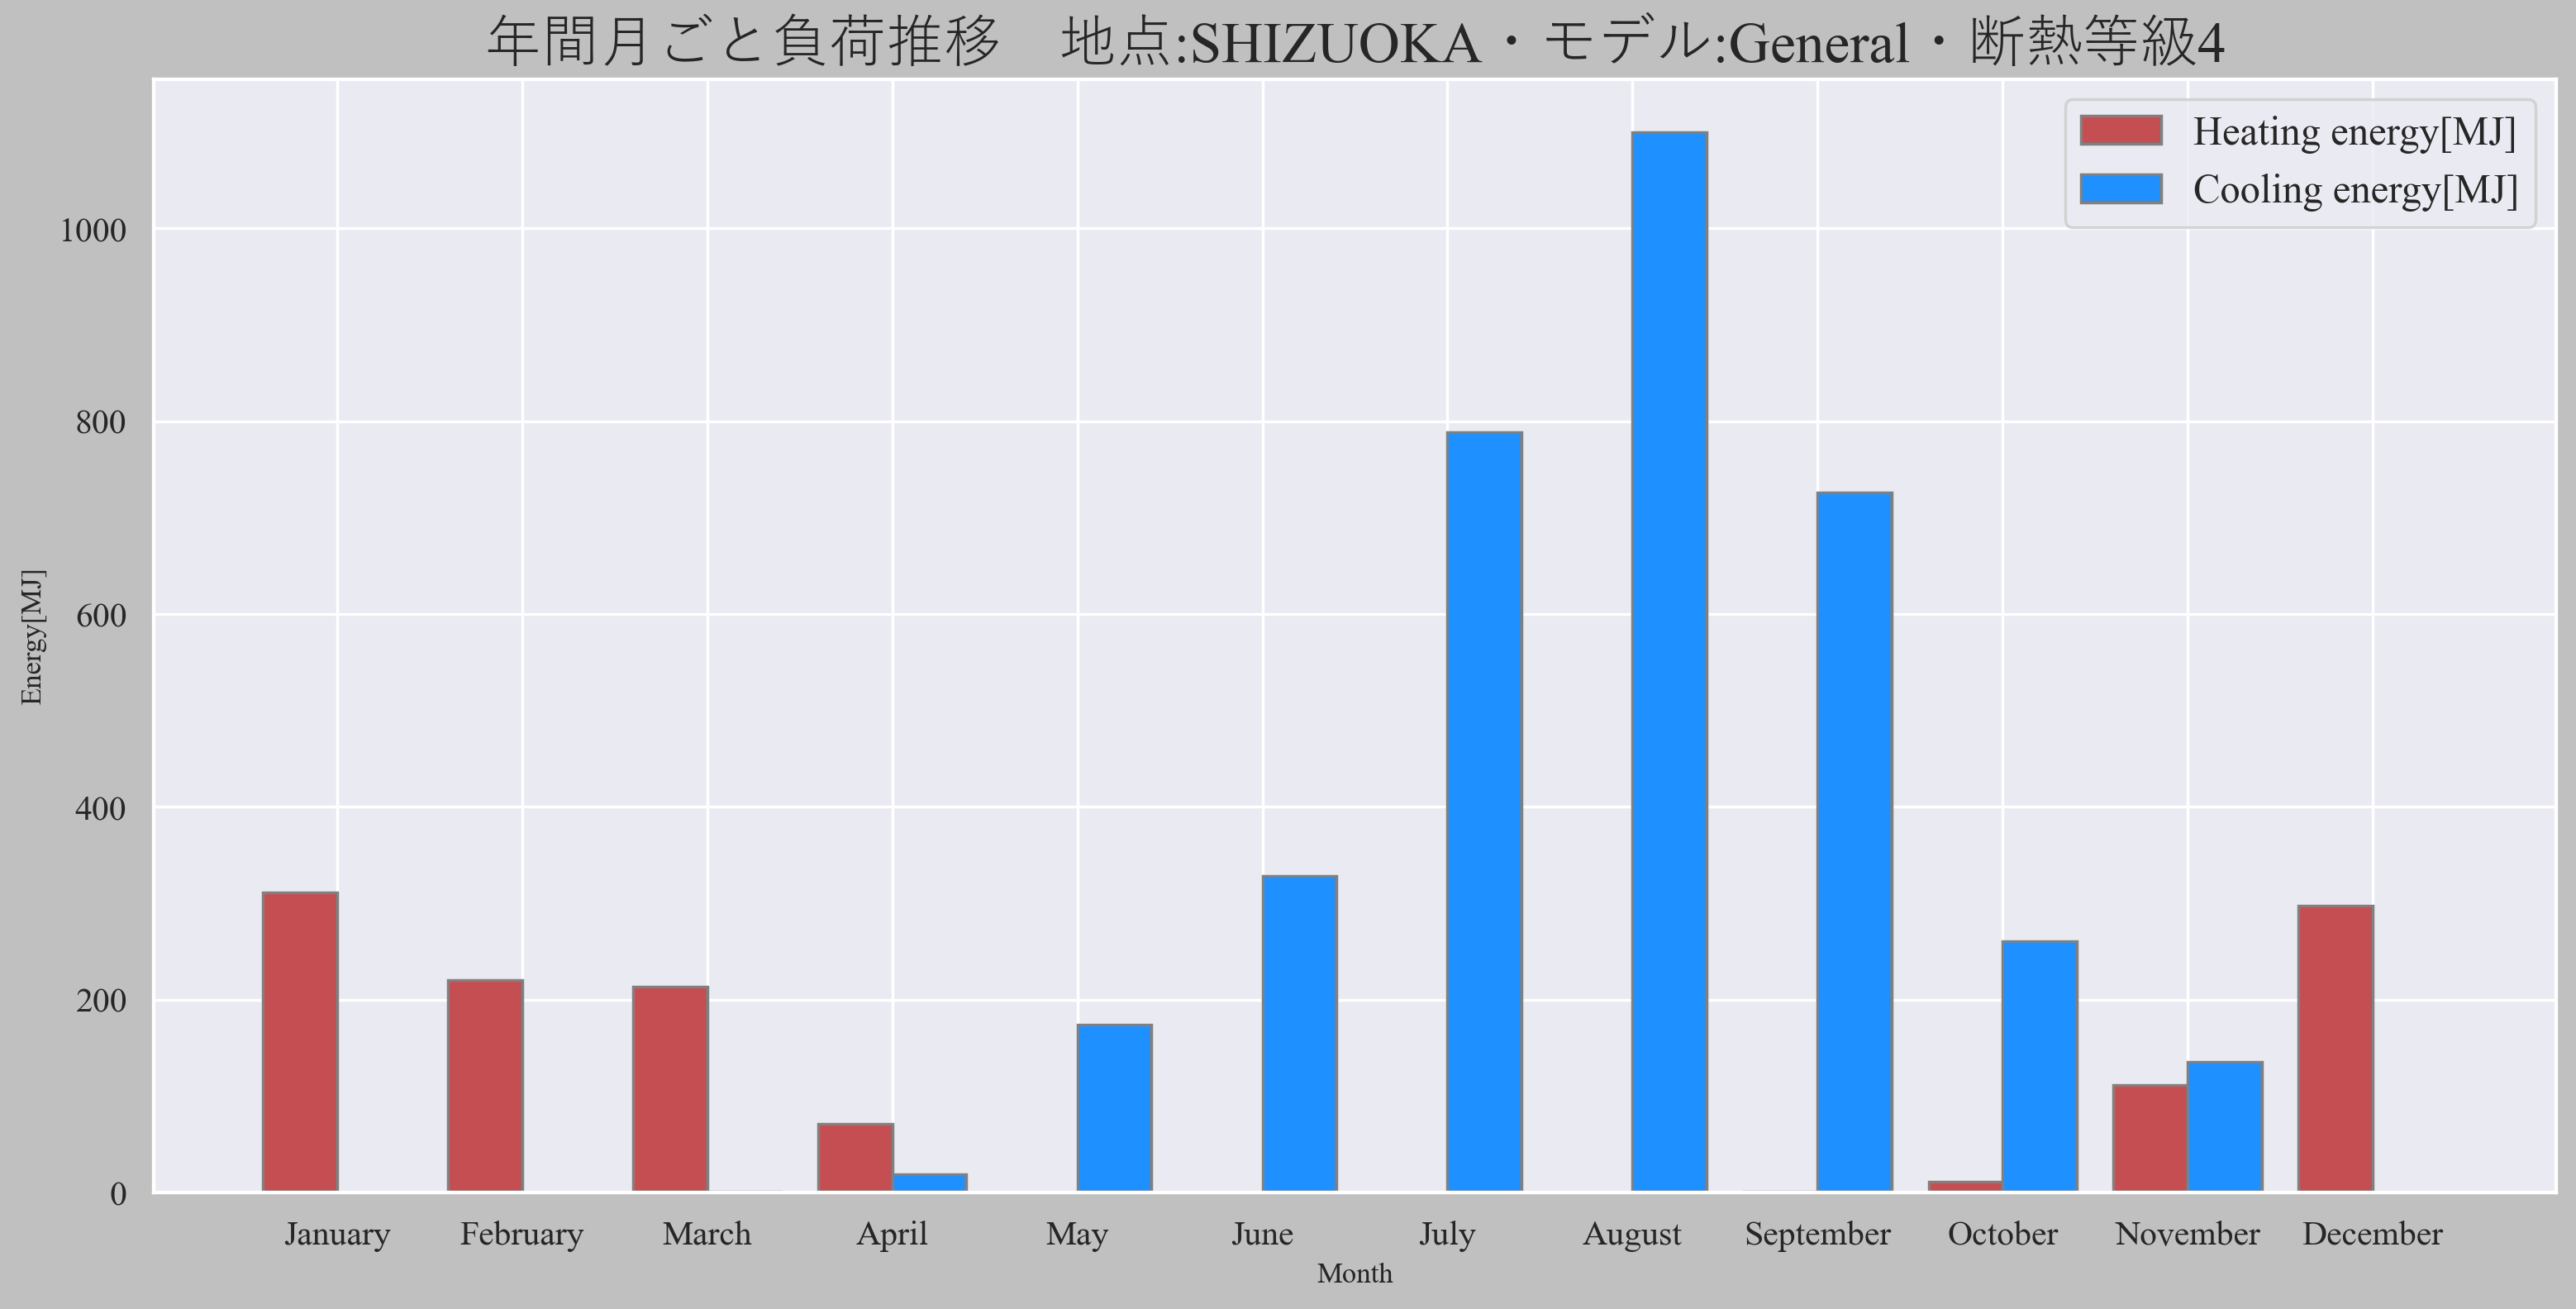 年間月ごと負荷推移　地点:SHIZUOKA・モデル:General・断熱等級4
Heating energy[MJ]
Cooling energy[MJ]
Energy[MJ]
1000
800
600
400
200
0
January February March April May June July August September October November December
Month